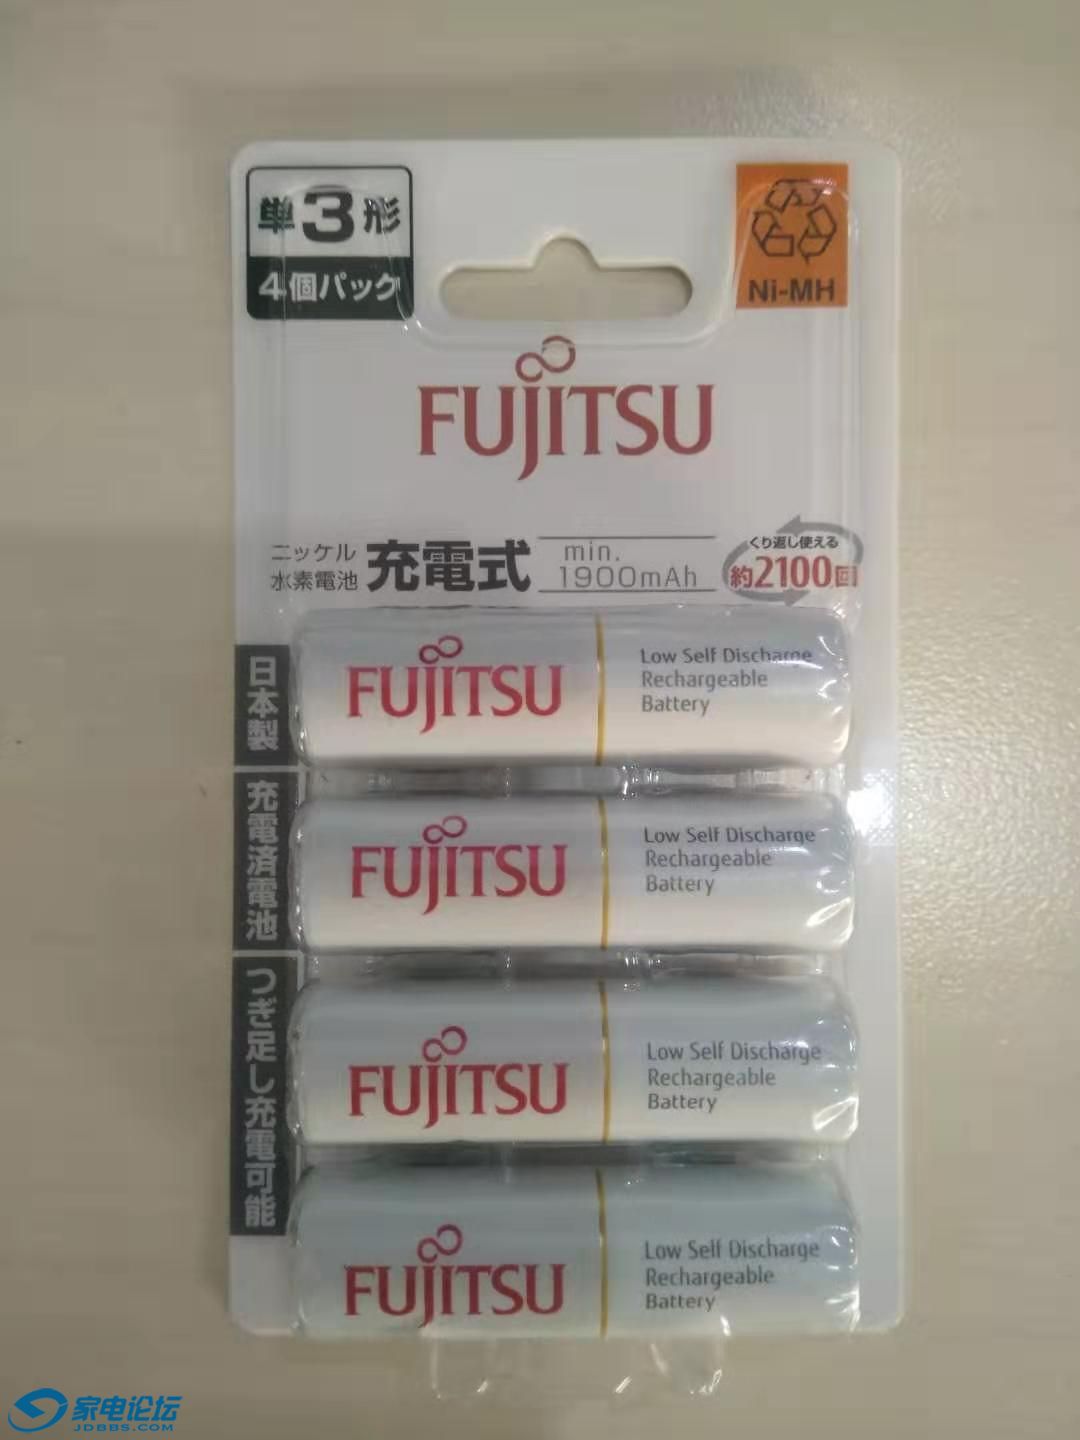 単3形
4個パック
Ni-MH
FUJITSU
ニッケル
水素電池
充電式
min.
1900mAh
くり返し使える
約2100回
日本製
充電済電池
つぎ足し充電可能
FUJITSU
Low Self Discharge
Rechargeable
Battery
FUJITSU
Low Self Discharge
Rechargeable
Battery
FUJITSU
Low Self Discharge
Rechargeable
Battery
FUJITSU
Low Self Discharge
Rechargeable
Battery
家电论坛
JDBBS.COM